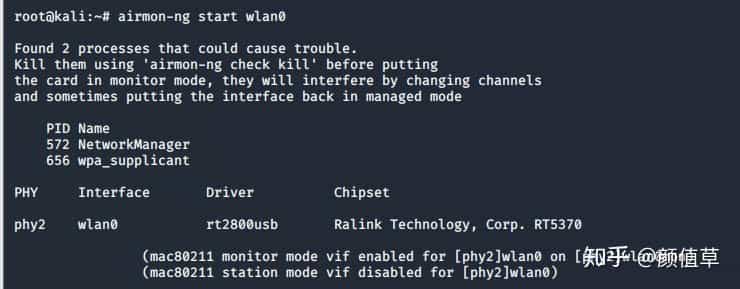 root@kali:~# airmon-ng start wlan0
Found 2 processes that could cause trouble.
Kill them using 'airmon-ng check kill' before putting
the card in monitor mode, they will interfere by changing channels
and sometimes putting the interface back in managed mode
PID Name
572 NetworkManager
656 wpa_supplicant
PHY Interface Driver Chipset
phy2 wlan0 rt2800usb Ralink Technology, Corp. RT5370
(mac80211 monitor mode vif enabled for [phy2]wlan0 on [phy2]wlan0mon)
(mac80211 station mode vif disabled for [phy2]wlan0)
知乎 @颜值草